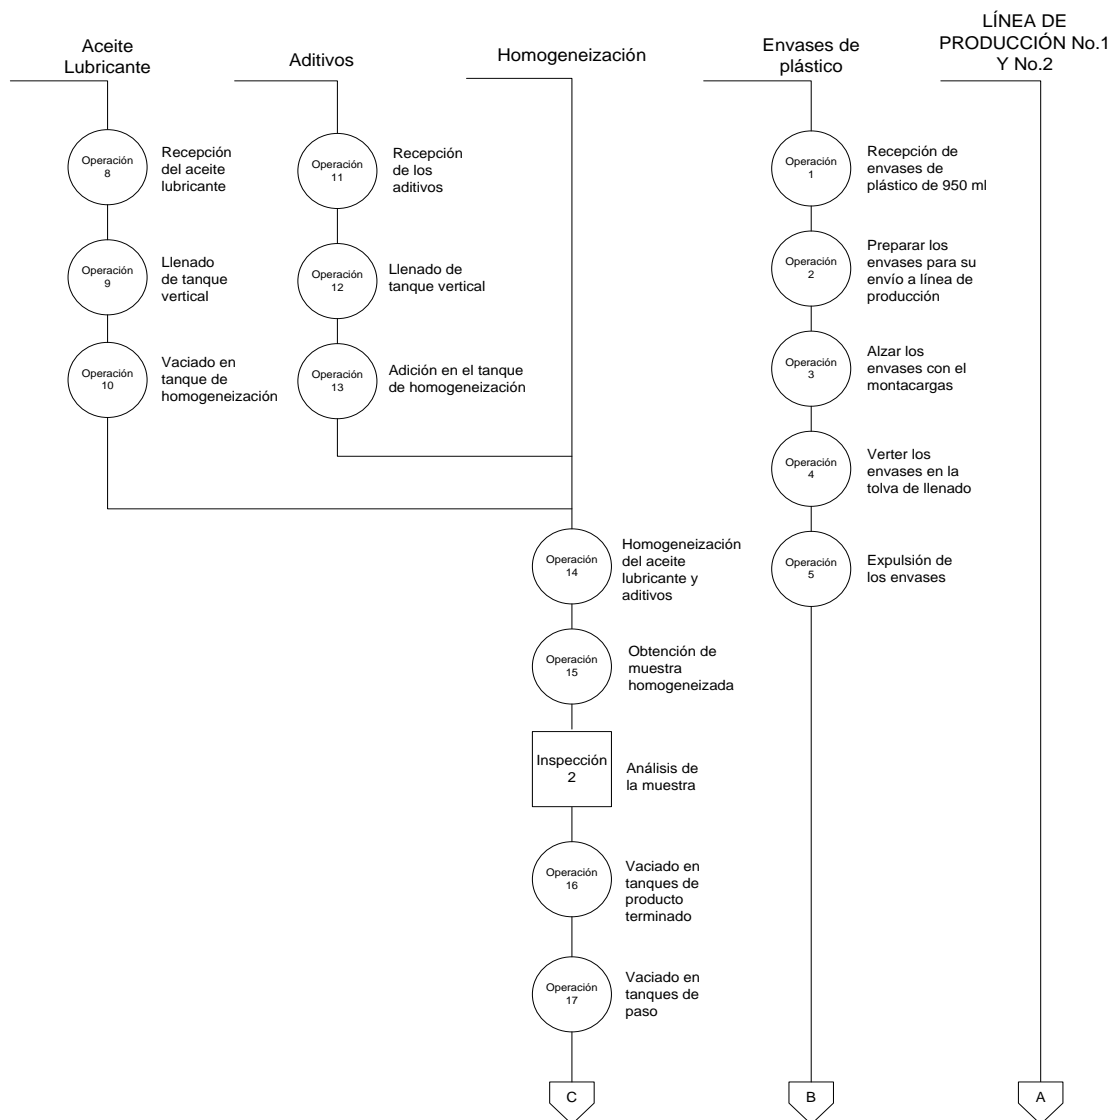 Aceite
Lubricante
Aditivos
Homogeneización
Envases de
plástico
LÍNEA DE
PRODUCCIÓN No.1
Y No.2
Operación
8
Recepción
del aceite
lubricante
Operación
9
Llenado
de tanque
vertical
Operación
10
Vaciado en
tanque de
homogeneización
Operación
11
Recepción
de los
aditivos
Operación
12
Llenado de
tanque vertical
Operación
13
Adición en el tanque
de homogeneización
Operación
14
Homogeneización
del aceite
lubricante y
aditivos
Operación
15
Obtención de
muestra
homogeneizada
Inspección
2
Análisis de
la muestra
Operación
16
Vaciado en
tanques de
producto
terminado
Operación
17
Vaciado en
tanques de
paso
C
Operación
1
Recepción de
envases de
plástico de 950 ml
Operación
2
Preparar los
envases para su
envío a línea de
producción
Operación
3
Alzar los
envases con el
montacargas
Operación
4
Verter los
envases en la
tolva de llenado
Operación
5
Expulsión de
los envases
B
A